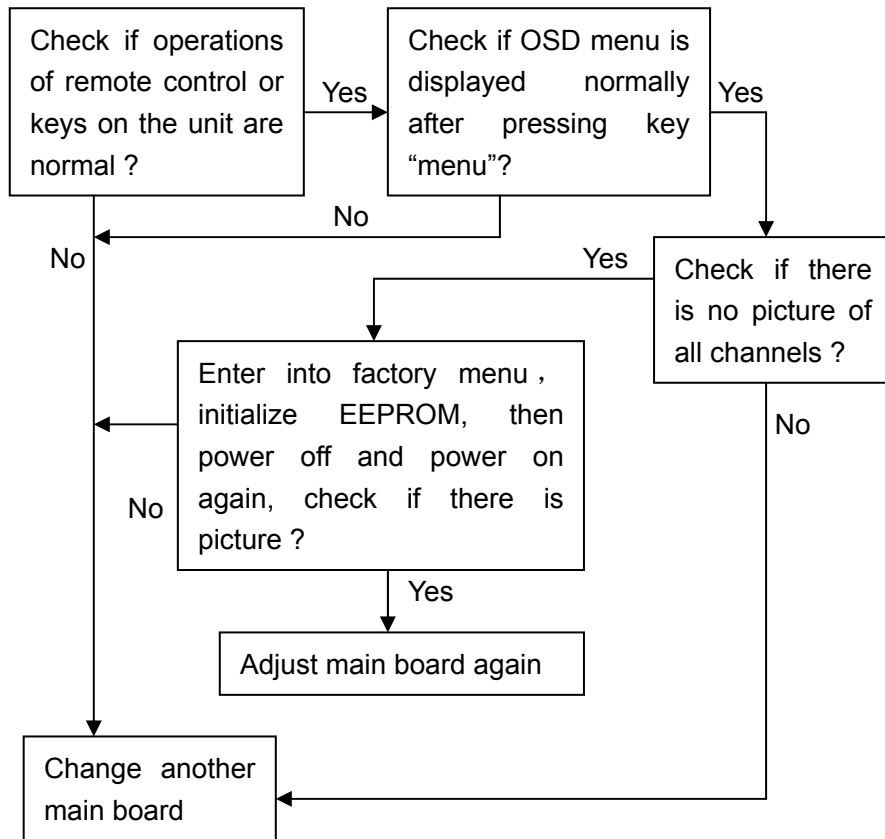 Check if operations
of remote control or
keys on the unit are
normal ?
Yes
Check if OSD menu is
displayed normally
after pressing key
“menu”?
Yes
No
No
Yes
Check if there
is no picture of
all channels ?
Enter into factory menu，
initialize EEPROM, then
power off and power on
again, check if there is
picture ?
No
No
Yes
Adjust main board again
Change another
main board